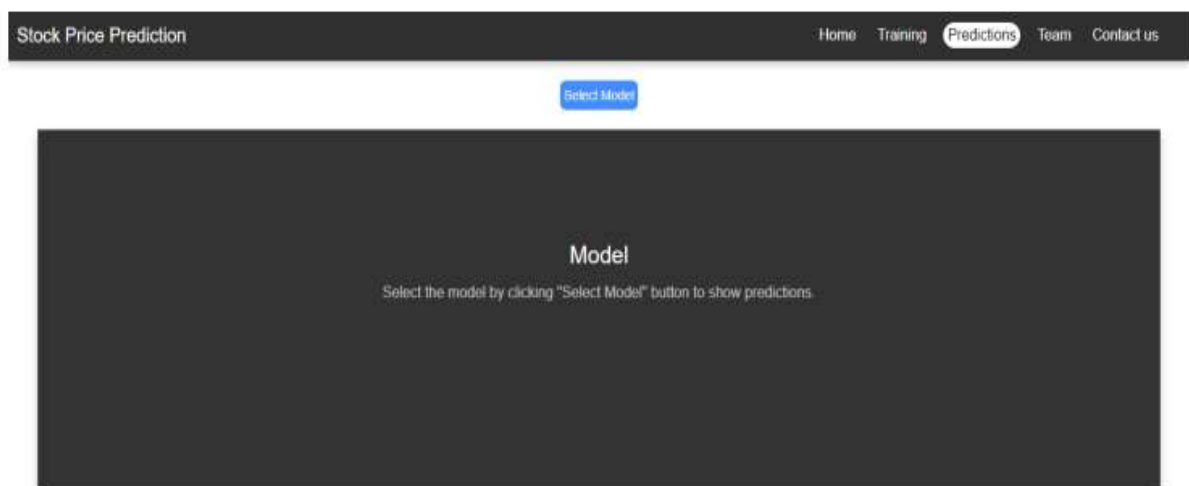 Stock Price Prediction Home Training Predictions Team Contact us
Select Model
Model
Select the model by clicking "Select Model" button to show predictions.